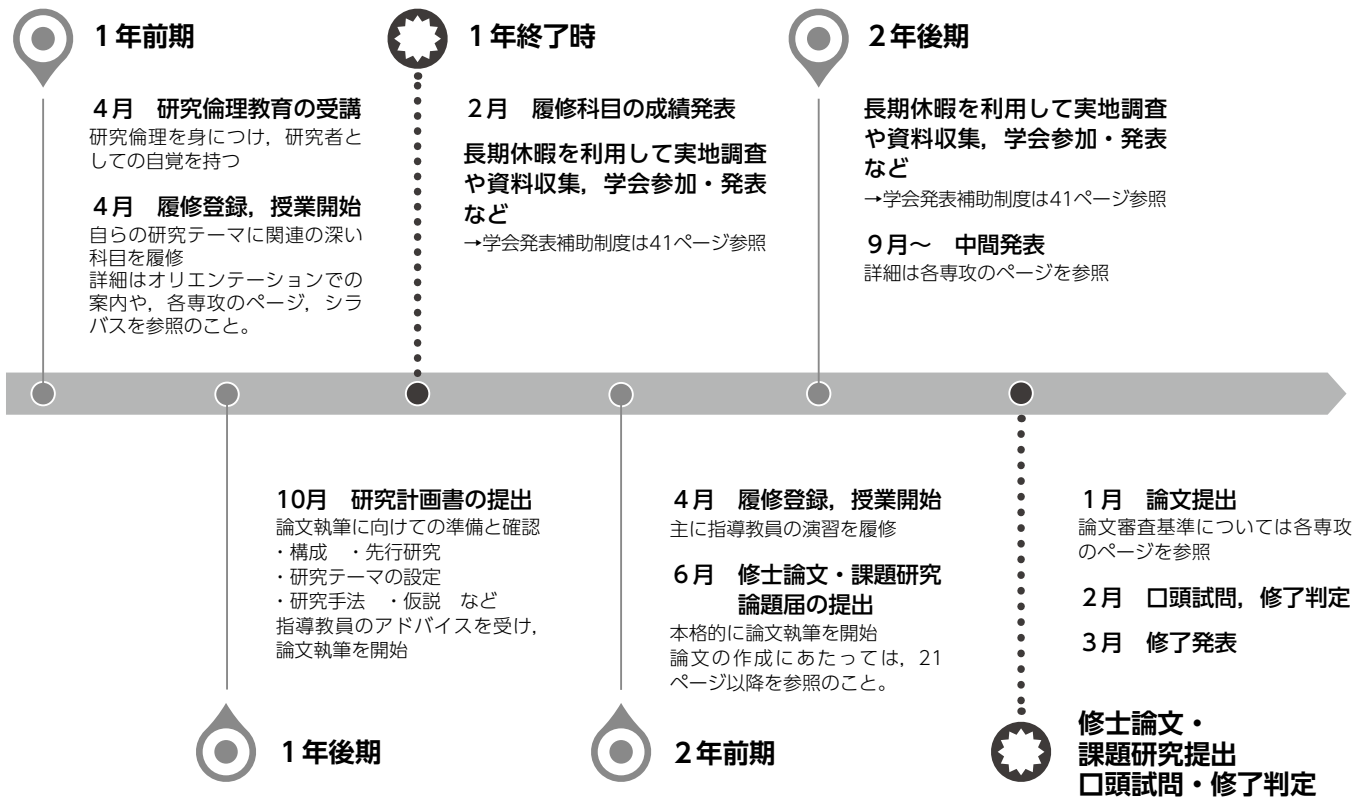 1年前期
4月　研究倫理教育の受講
研究倫理を身につけ，研究者と
しての自覚を持つ
4月　履修登録，授業開始
自らの研究テーマに関連の深い
科目を履修
詳細はオリエンテーションでの
案内や，各専攻のページ，シラ
バスを参照のこと。
1年終了時
2月　履修科目の成績発表
長期休暇を利用して実地調査
や資料収集，学会参加・発表
など
→学会発表補助制度は41ページ参照
2年後期
長期休暇を利用して実地調査
や資料収集，学会参加・発表
など
→学会発表補助制度は41ページ参照
9月～　中間発表
詳細は各専攻のページを参照
10月　研究計画書の提出
論文執筆に向けての準備と確認
・構成　・先行研究
・研究テーマの設定
・研究手法　・仮説　など
指導教員のアドバイスを受け，
論文執筆を開始
1年後期
4月　履修登録，授業開始
主に指導教員の演習を履修
6月　修士論文・課題研究
論題届の提出
本格的に論文執筆を開始
論文の作成にあたっては，21
ページ以降を参照のこと。
2年前期
1月　論文提出
論文審査基準については各専攻
のページを参照
2月　口頭試問，修了判定
3月　修了発表
修士論文・
課題研究提出
口頭試問・修了判定